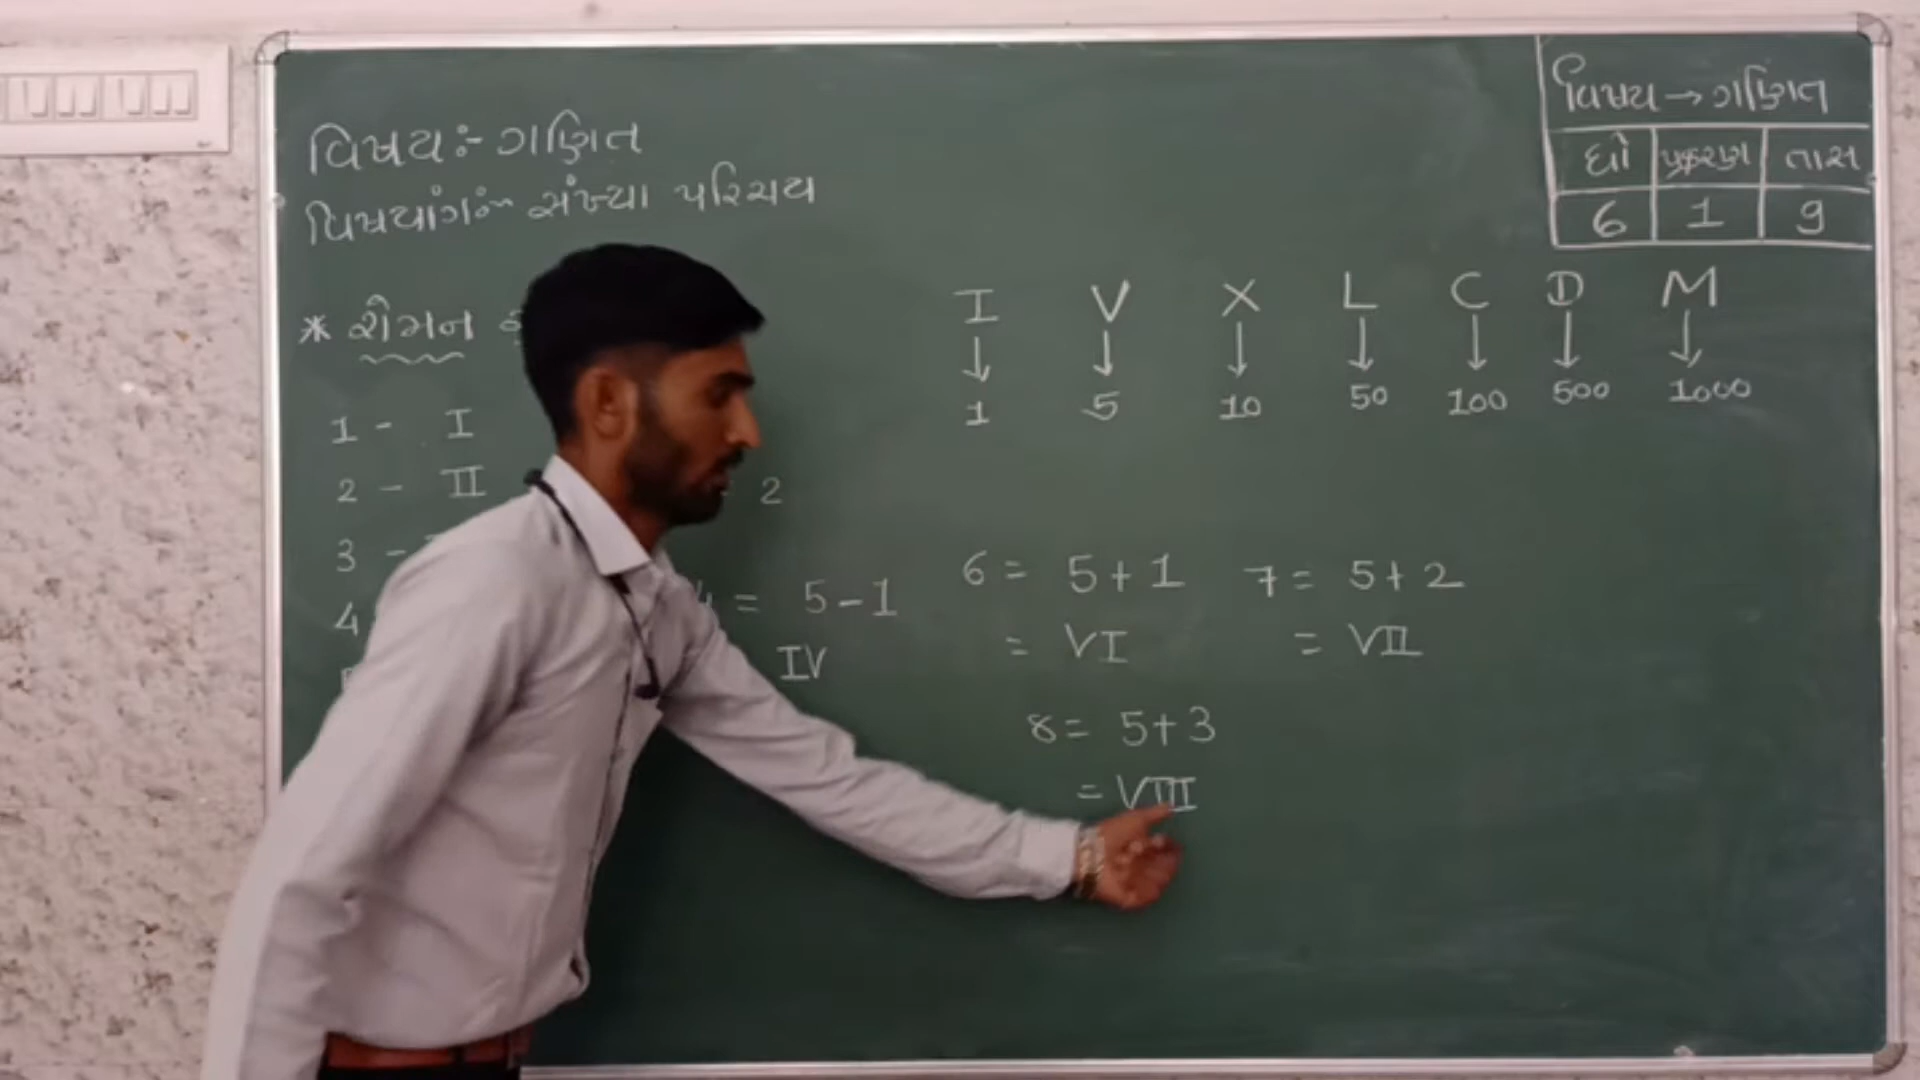 વિષય:- ગણિત
વિષયાંગ:- સંખ્યા પરિચય
* રોમન
1 - I
2 - II
3 -
4
2
4 = 5-1
IV
વિષય → ગણિત
ધો પ્રકરણ તાસ
6 1 9
I V X L C D M
↓ ↓ ↓ ↓ ↓ ↓ ↓
1 5 10 50 100 500 1000
6 = 5+1 7 = 5+2
= VI = VII
8 = 5+3
= VIII